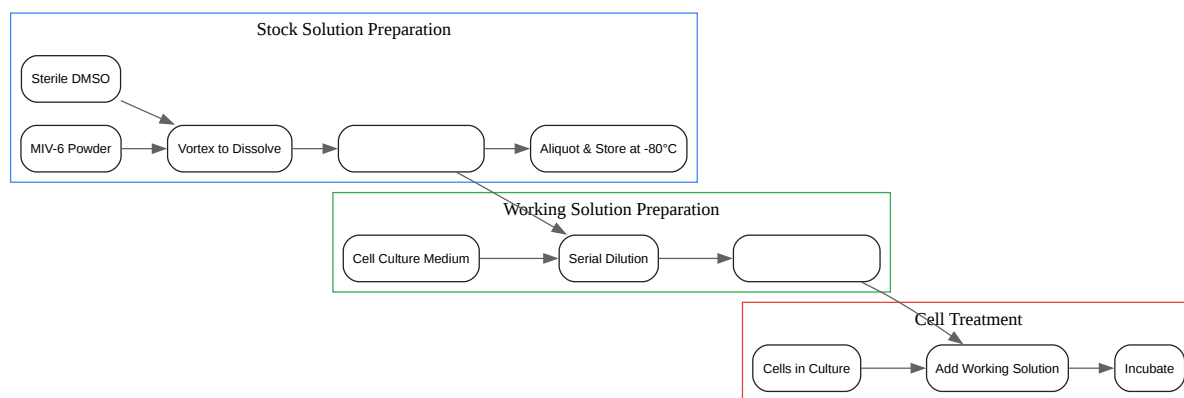 Stock Solution Preparation
Sterile DMSO
MIV-6 Powder
Vortex to Dissolve
Aliquot & Store at -80°C
Working Solution Preparation
Cell Culture Medium
Serial Dilution
Cell Treatment
Cells in Culture
Add Working Solution
Incubate